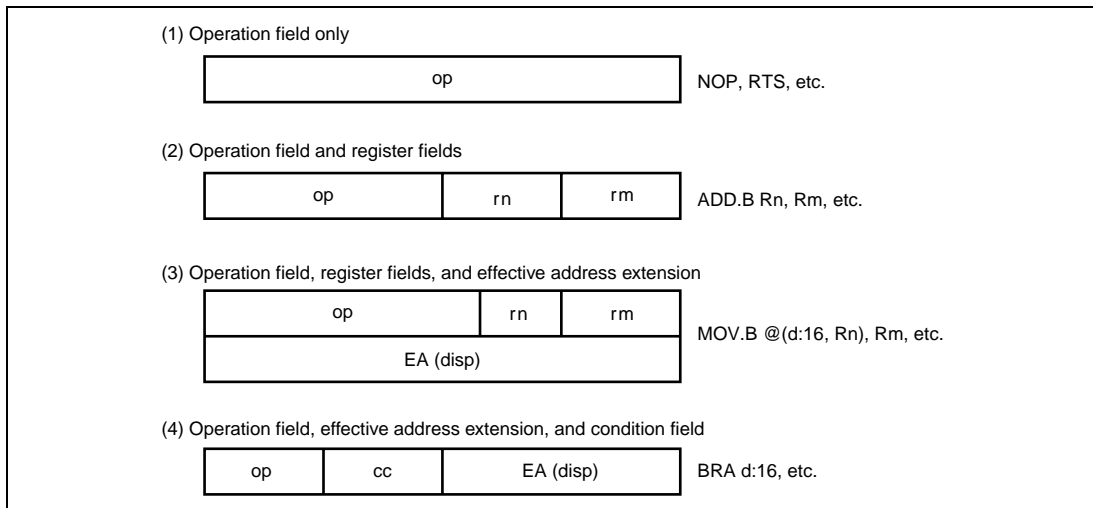 (1) Operation field only
op
NOP, RTS, etc.
(2) Operation field and register fields
op rn rm
ADD.B Rn, Rm, etc.
(3) Operation field, register fields, and effective address extension
op rn rm
MOV.B @(d:16, Rn), Rm, etc.
EA (disp)
(4) Operation field, effective address extension, and condition field
op cc EA (disp)
BRA d:16, etc.